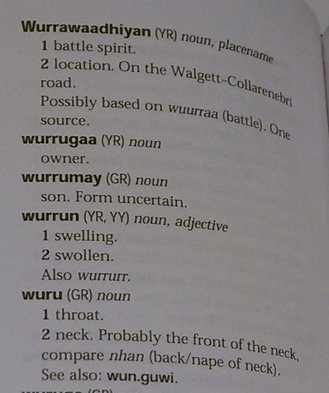 Wurrawaadhiyan (YR) noun, placename
1 battle spirit.
2 location. On the Walgett–Collarenebri
road.
Possibly based on wuurraa (battle). One
source.
wurrugaa (YR) noun
owner.
wurrumay (GR) noun
son. Form uncertain.
wurrun (YR, YY) noun, adjective
1 swelling.
2 swollen.
Also wurrurr.
wuru (GR) noun
1 throat.
2 neck. Probably the front of the neck,
compare nhan (back/nape of neck).
See also: wun.guwi.